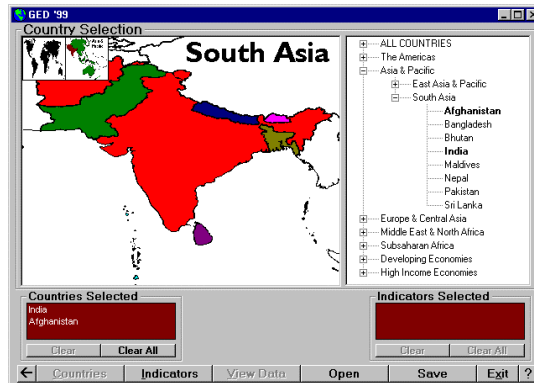 GED '99
Country Selection
South Asia
ALL COUNTRIES
The Americas
Asia & Pacific
East Asia & Pacific
South Asia
Afghanistan
Bangladesh
Bhutan
India
Maldives
Nepal
Pakistan
Sri Lanka
Europe & Central Asia
Middle East & North Africa
Subsaharan Africa
Developing Economies
High Income Economies
Countries Selected
India
Afghanistan
Clear
Clear All
Indicators Selected
Clear
Clear All
Countries
Indicators
View Data
Open
Save
Exit
?